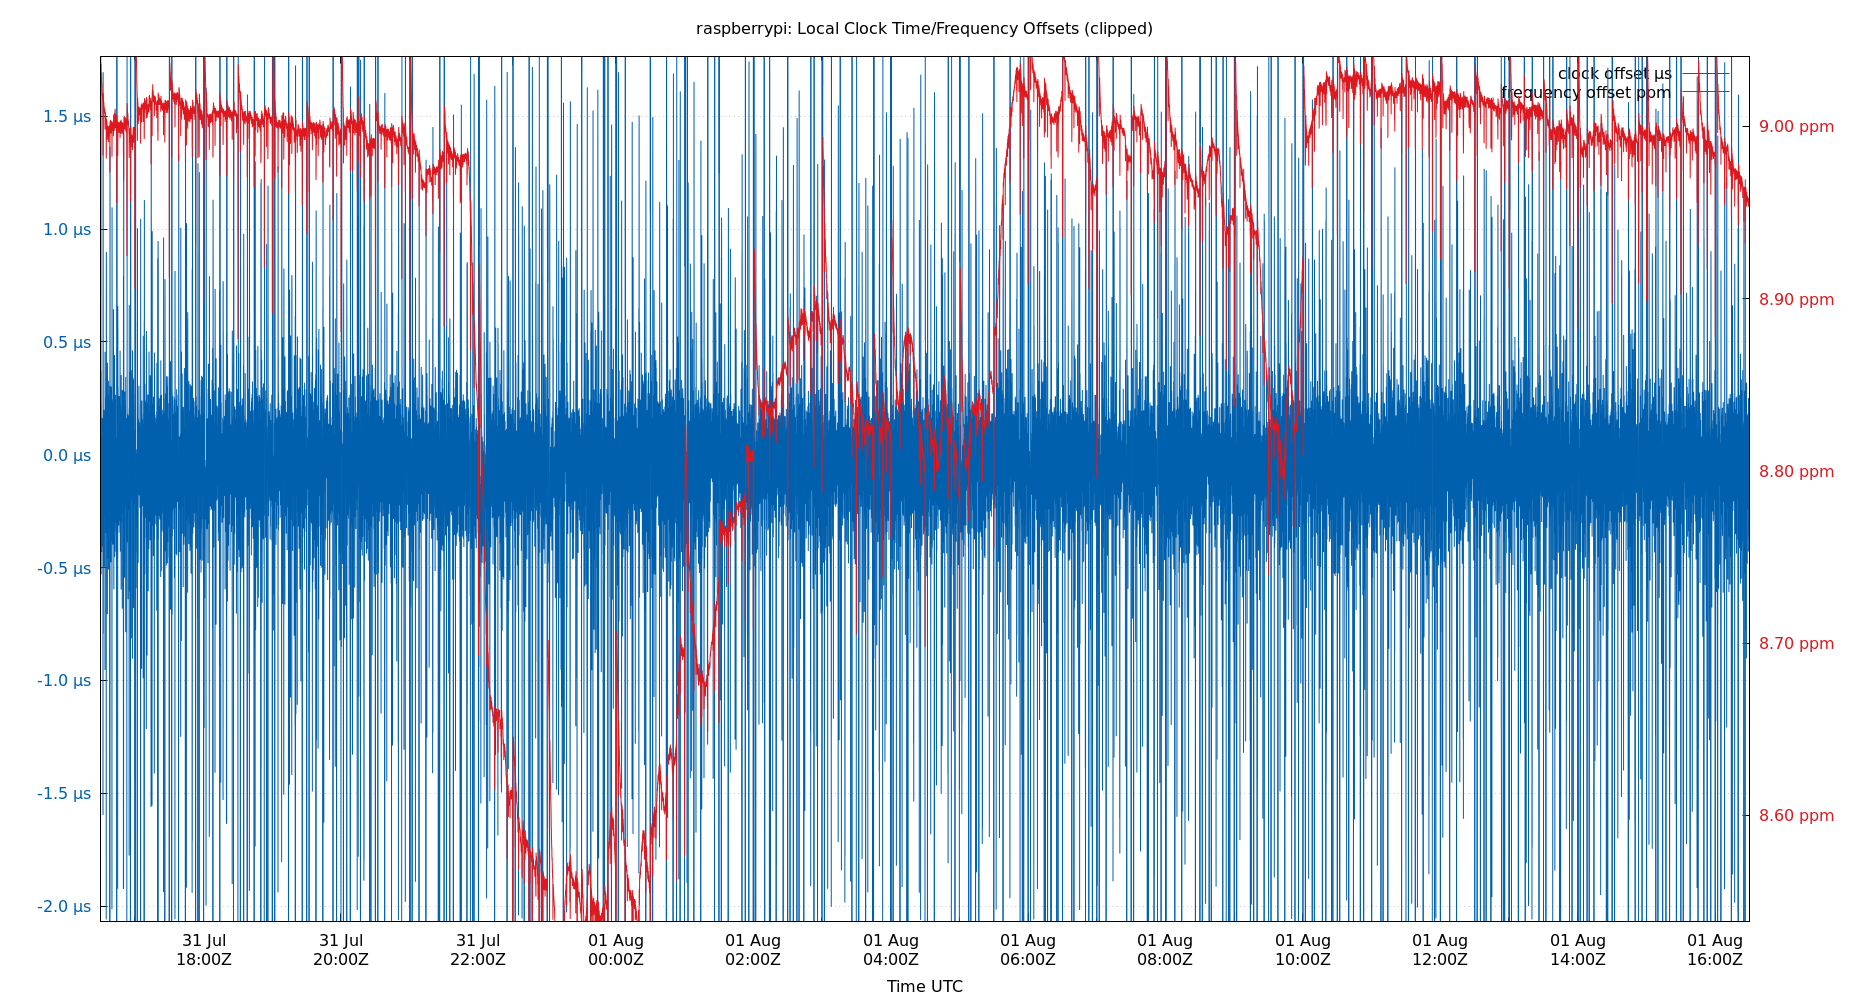 raspberrypi: Local Clock Time/Frequency Offsets (clipped)
clock offset µs
frequency offset ppm
1.5 µs
1.0 µs
0.5 µs
0.0 µs
-0.5 µs
-1.0 µs
-1.5 µs
-2.0 µs
9.00 ppm
8.90 ppm
8.80 ppm
8.70 ppm
8.60 ppm
31 Jul
18:00Z
31 Jul
20:00Z
31 Jul
22:00Z
01 Aug
00:00Z
01 Aug
02:00Z
01 Aug
04:00Z
01 Aug
06:00Z
01 Aug
08:00Z
01 Aug
10:00Z
01 Aug
12:00Z
01 Aug
14:00Z
01 Aug
16:00Z
Time UTC